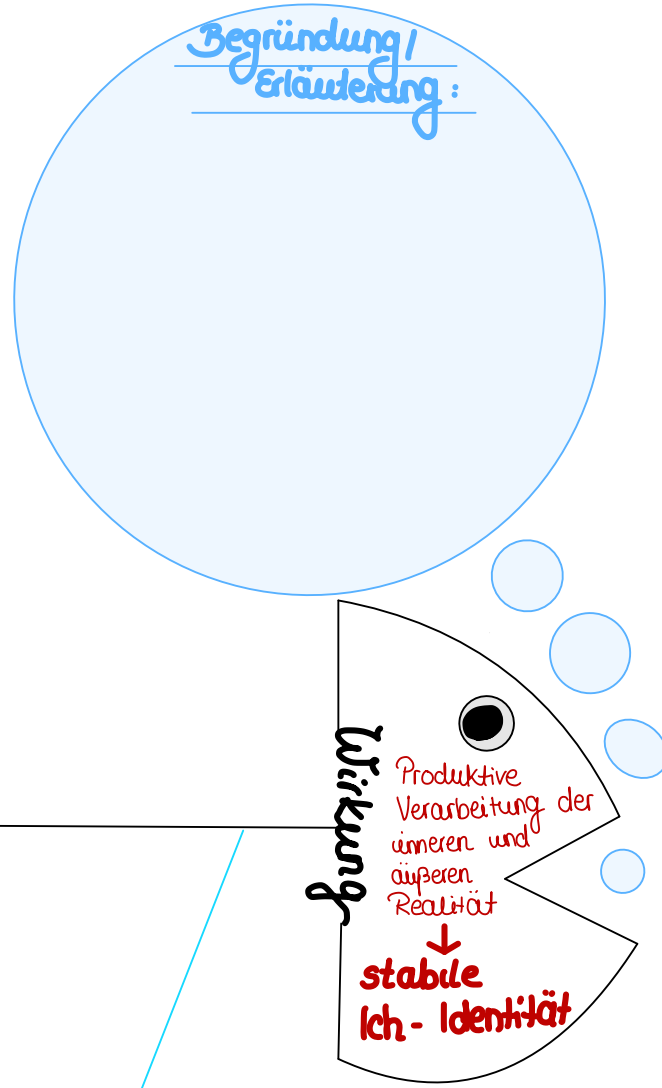 Begründung/
Erläuterung:
Wirkung
Produktive
Verarbeitung der
inneren und
äußeren
Realität
stabile
Ich- Identität